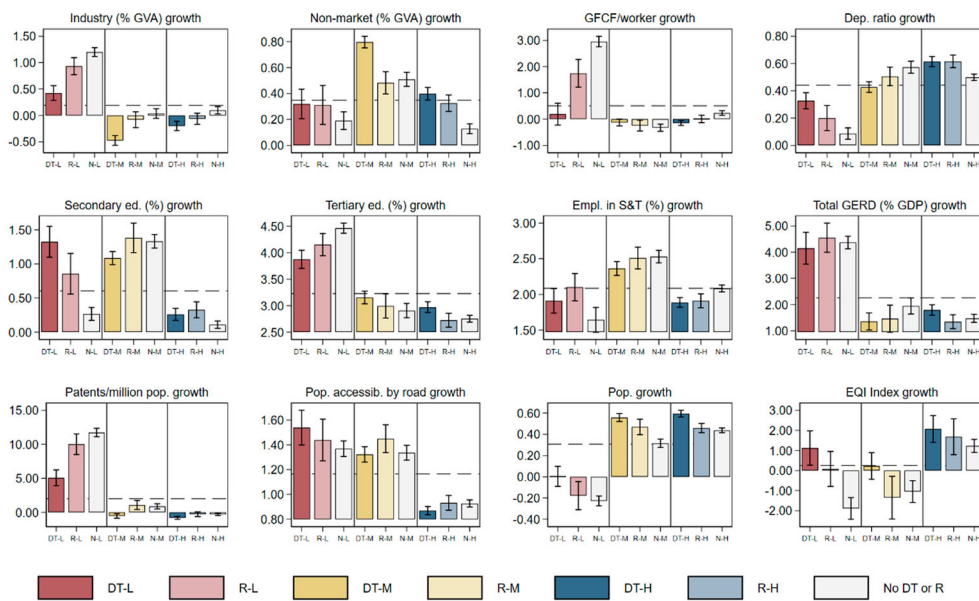 Industry (% GVA) growth
1.50
1.00
0.50
0.00
-0.50
DT-L R-L N-L DT-M R-M N-M DT-H R-H N-H
Non-market (% GVA) growth
0.80
0.60
0.40
0.20
0.00
DT-L R-L N-L DT-M R-M N-M DT-H R-H N-H
GFCF/worker growth
3.00
2.00
1.00
0.00
-1.00
DT-L R-L N-L DT-M R-M N-M DT-H R-H N-H
Dep. ratio growth
0.80
0.60
0.40
0.20
0.00
DT-L R-L N-L DT-M R-M N-M DT-H R-H N-H
Secondary ed. (%) growth
1.50
1.00
0.50
0.00
DT-L R-L N-L DT-M R-M N-M DT-H R-H N-H
Tertiary ed. (%) growth
4.50
4.00
3.50
3.00
2.50
DT-L R-L N-L DT-M R-M N-M DT-H R-H N-H
Empl. in S&T (%) growth
3.00
2.50
2.00
1.50
DT-L R-L N-L DT-M R-M N-M DT-H R-H N-H
Total GERD (% GDP) growth
5.00
4.00
3.00
2.00
1.00
DT-L R-L N-L DT-M R-M N-M DT-H R-H N-H
Patents/million pop. growth
15.00
10.00
5.00
0.00
DT-L R-L N-L DT-M R-M N-M DT-H R-H N-H
Pop. accessib. by road growth
1.60
1.40
1.20
1.00
0.80
DT-L R-L N-L DT-M R-M N-M DT-H R-H N-H
Pop. growth
0.60
0.40
0.20
0.00
-0.20
-0.40
DT-L R-L N-L DT-M R-M N-M DT-H R-H N-H
EQI Index growth
3.00
2.00
1.00
0.00
-1.00
-2.00
DT-L R-L N-L DT-M R-M N-M DT-H R-H N-H
DT-L R-L DT-M R-M DT-H R-H No DT or R